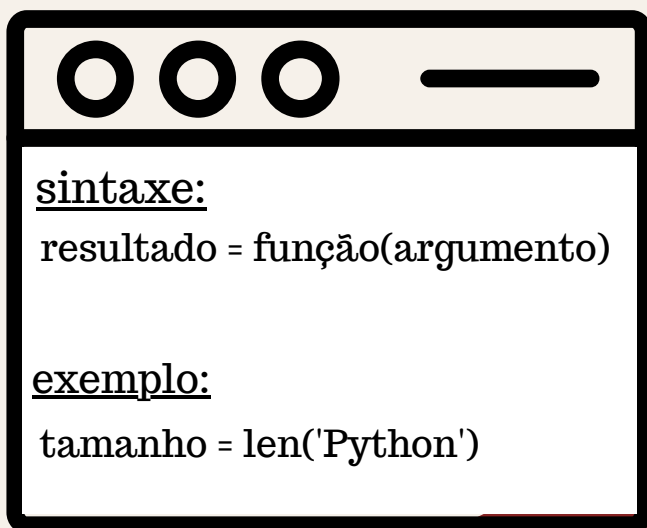 sintaxe:
resultado = função(argumento)
exemplo:
tamanho = len('Python')